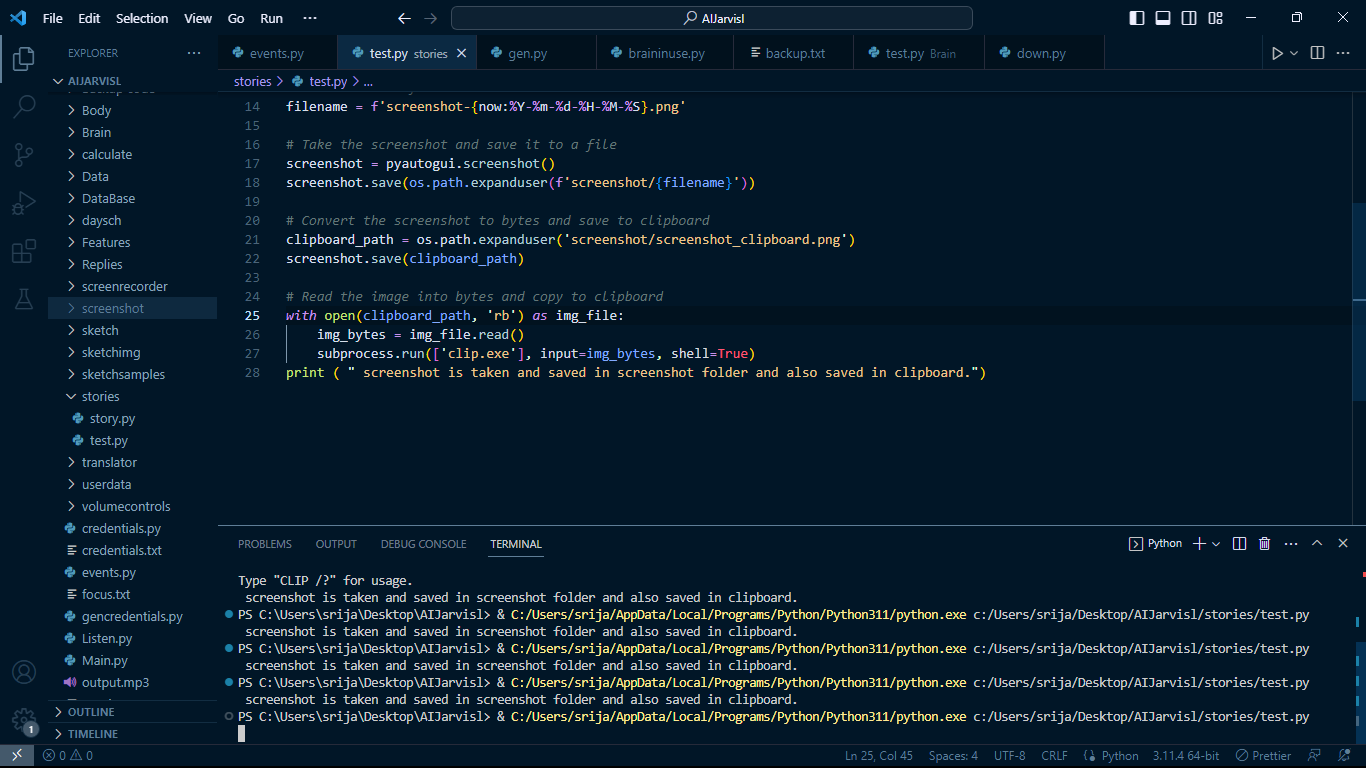 File Edit Selection View Go Run ··· AIJarvisl
EXPLORER ···
events.py test.py stories gen.py braininuse.py backup.txt test.py Brain down.py ···
AIJARVISL
stories > test.py > ...
Body
Brain
calculate
Data
DataBase
daysch
Features
Replies
screenrecorder
screenshot
sketch
sketchimg
sketchsamples
stories
story.py
test.py
translator
userdata
volumecontrols
credentials.py
credentials.txt
events.py
focus.txt
gencredentials.py
Listen.py
Main.py
output.mp3
OUTLINE
TIMELINE
14 filename = f'screenshot-{now:%Y-%m-%d-%H-%M-%S}.png'
15
16 # Take the screenshot and save it to a file
17 screenshot = pyautogui.screenshot()
18 screenshot.save(os.path.expanduser(f'screenshot/{filename}'))
19
20 # Convert the screenshot to bytes and save to clipboard
21 clipboard_path = os.path.expanduser('screenshot/screenshot_clipboard.png')
22 screenshot.save(clipboard_path)
23
24 # Read the image into bytes and copy to clipboard
25 with open(clipboard_path, 'rb') as img_file:
26 img_bytes = img_file.read()
27 subprocess.run(['clip.exe'], input=img_bytes, shell=True)
28 print ( " screenshot is taken and saved in screenshot folder and also saved in clipboard.")
PROBLEMS OUTPUT DEBUG CONSOLE TERMINAL Python ···
Type "CLIP /?" for usage.
screenshot is taken and saved in screenshot folder and also saved in clipboard.
PS C:\Users\srija\Desktop\AIJarvisl> & C:/Users/srija/AppData/Local/Programs/Python/Python311/python.exe c:/Users/srija/Desktop/AIJarvisl/stories/test.py
screenshot is taken and saved in screenshot folder and also saved in clipboard.
PS C:\Users\srija\Desktop\AIJarvisl> & C:/Users/srija/AppData/Local/Programs/Python/Python311/python.exe c:/Users/srija/Desktop/AIJarvisl/stories/test.py
screenshot is taken and saved in screenshot folder and also saved in clipboard.
PS C:\Users\srija\Desktop\AIJarvisl> & C:/Users/srija/AppData/Local/Programs/Python/Python311/python.exe c:/Users/srija/Desktop/AIJarvisl/stories/test.py
screenshot is taken and saved in screenshot folder and also saved in clipboard.
PS C:\Users\srija\Desktop\AIJarvisl> & C:/Users/srija/AppData/Local/Programs/Python/Python311/python.exe c:/Users/srija/Desktop/AIJarvisl/stories/test.py
1
0 0 Ln 25, Col 45 Spaces: 4 UTF-8 CRLF Python 3.11.4 64-bit Prettier